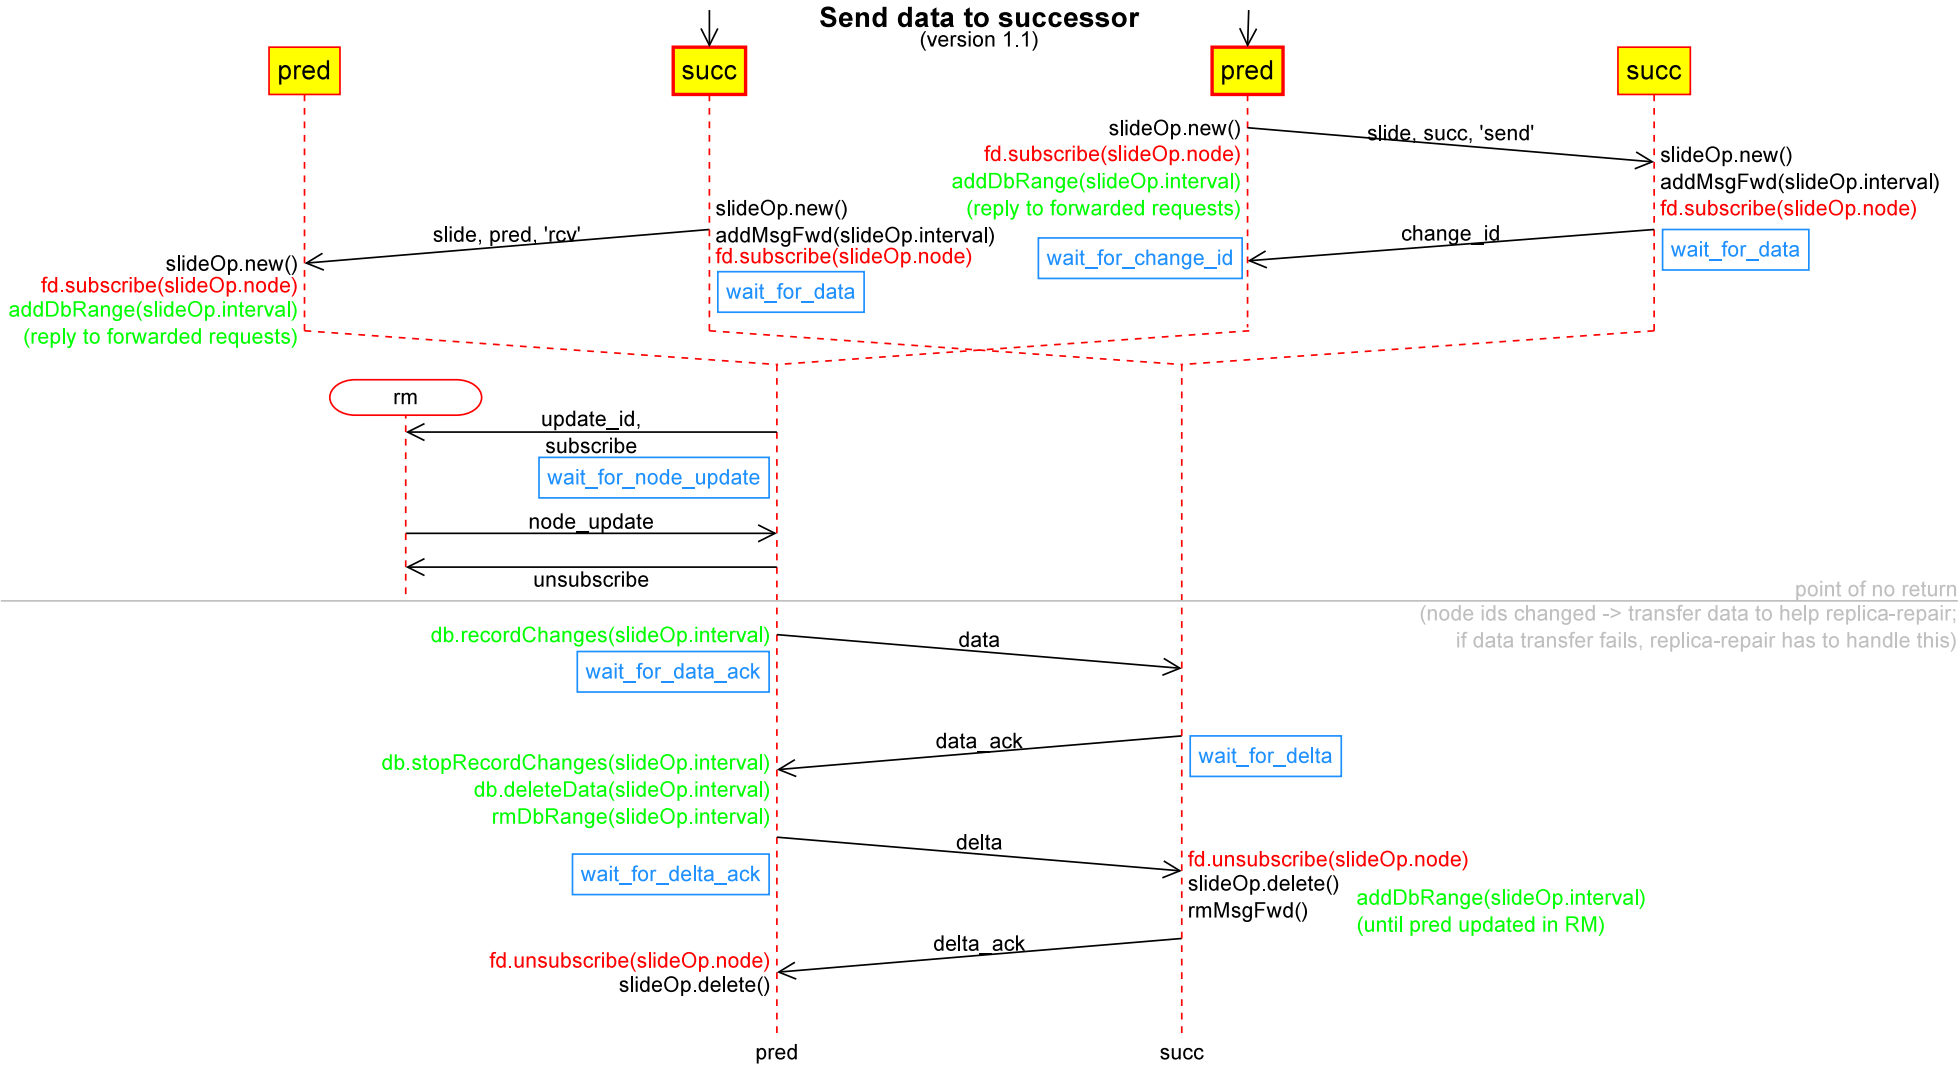 Send data to successor
(version 1.1)
pred
succ
pred
succ
slideOp.new()
fd.subscribe(slideOp.node)
addDbRange(slideOp.interval)
(reply to forwarded requests)
wait_for_change_id
slide, succ, 'send'
slideOp.new()
addMsgFwd(slideOp.interval)
fd.subscribe(slideOp.node)
wait_for_data
change_id
slideOp.new()
addMsgFwd(slideOp.interval)
fd.subscribe(slideOp.node)
wait_for_data
slide, pred, 'rcv'
slideOp.new()
fd.subscribe(slideOp.node)
addDbRange(slideOp.interval)
(reply to forwarded requests)
rm
update_id,
subscribe
wait_for_node_update
node_update
unsubscribe
point of no return
(node ids changed -> transfer data to help replica-repair;
if data transfer fails, replica-repair has to handle this)
db.recordChanges(slideOp.interval)
data
wait_for_data_ack
data_ack
wait_for_delta
db.stopRecordChanges(slideOp.interval)
db.deleteData(slideOp.interval)
rmDbRange(slideOp.interval)
delta
wait_for_delta_ack
fd.unsubscribe(slideOp.node)
slideOp.delete()
rmMsgFwd()
addDbRange(slideOp.interval)
(until pred updated in RM)
delta_ack
fd.unsubscribe(slideOp.node)
slideOp.delete()
pred
succ